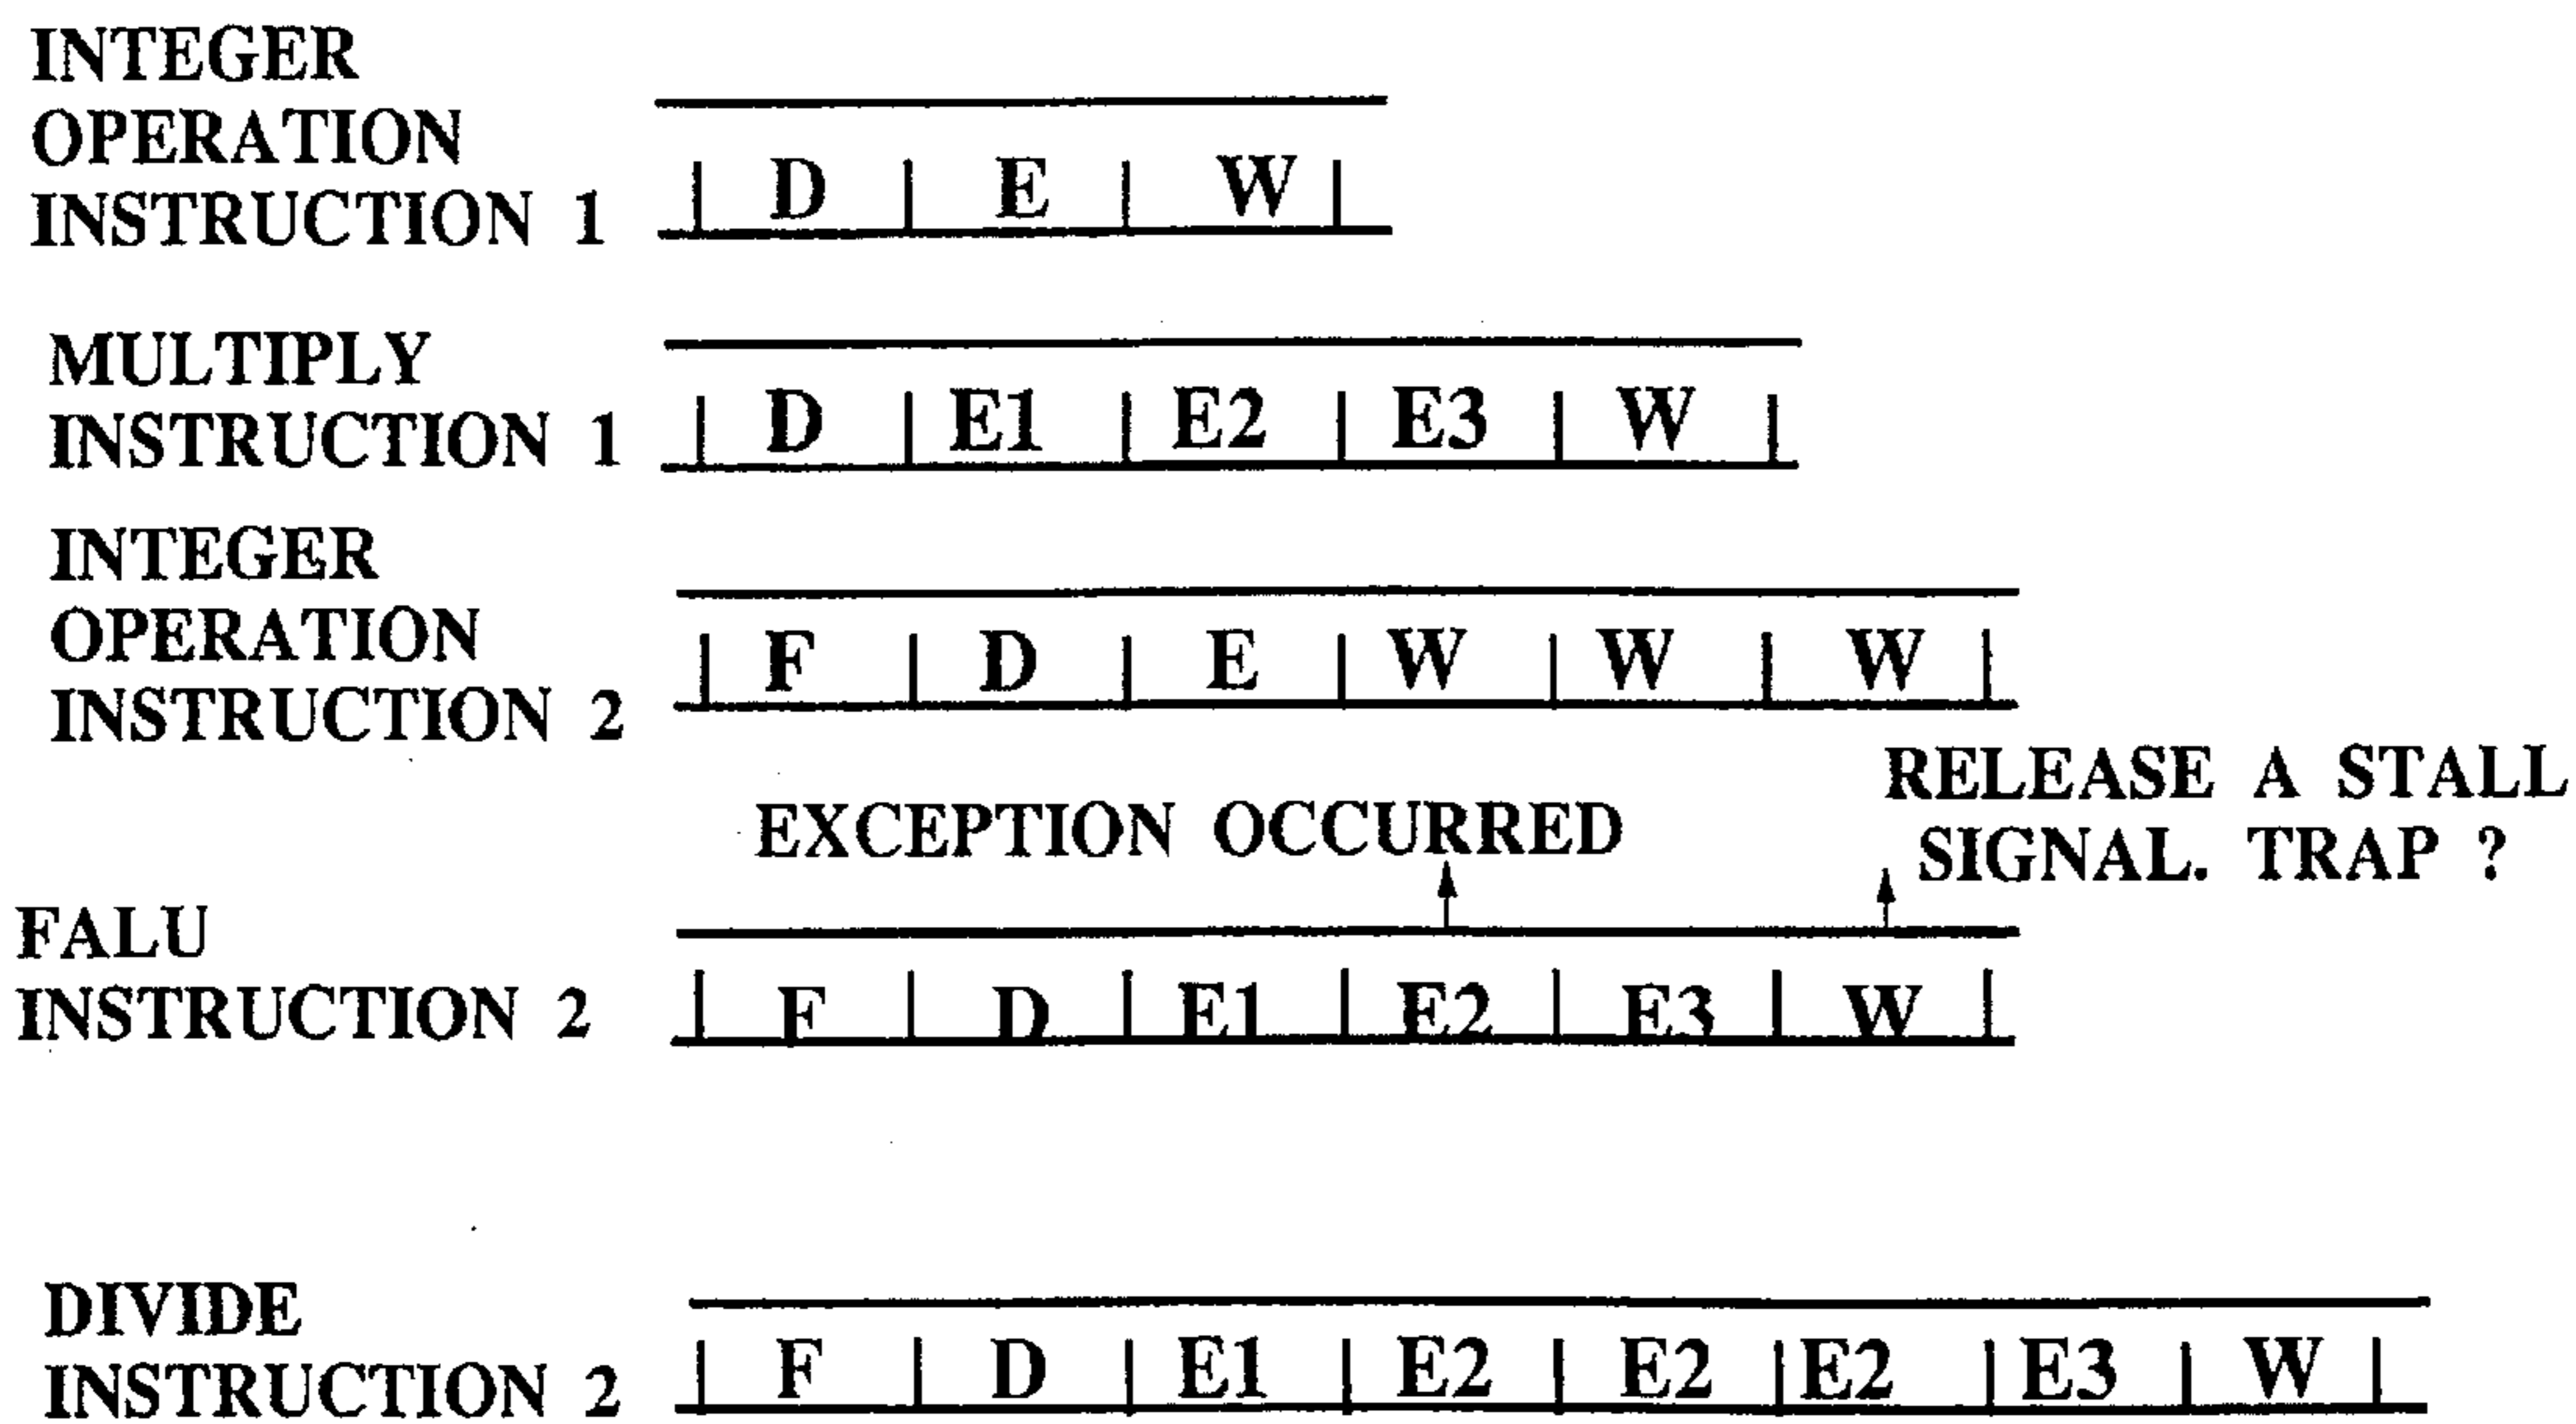 INTEGER
OPERATION
INSTRUCTION 1
D E W
MULTIPLY
INSTRUCTION 1
D E1 E2 E3 W
INTEGER
OPERATION
INSTRUCTION 2
F D E W W W
RELEASE A STALL
SIGNAL. TRAP ?
EXCEPTION OCCURRED
FALU
INSTRUCTION 2
F D E1 E2 E3 W
DIVIDE
INSTRUCTION 2
F D E1 E2 E2 E2 E3 W